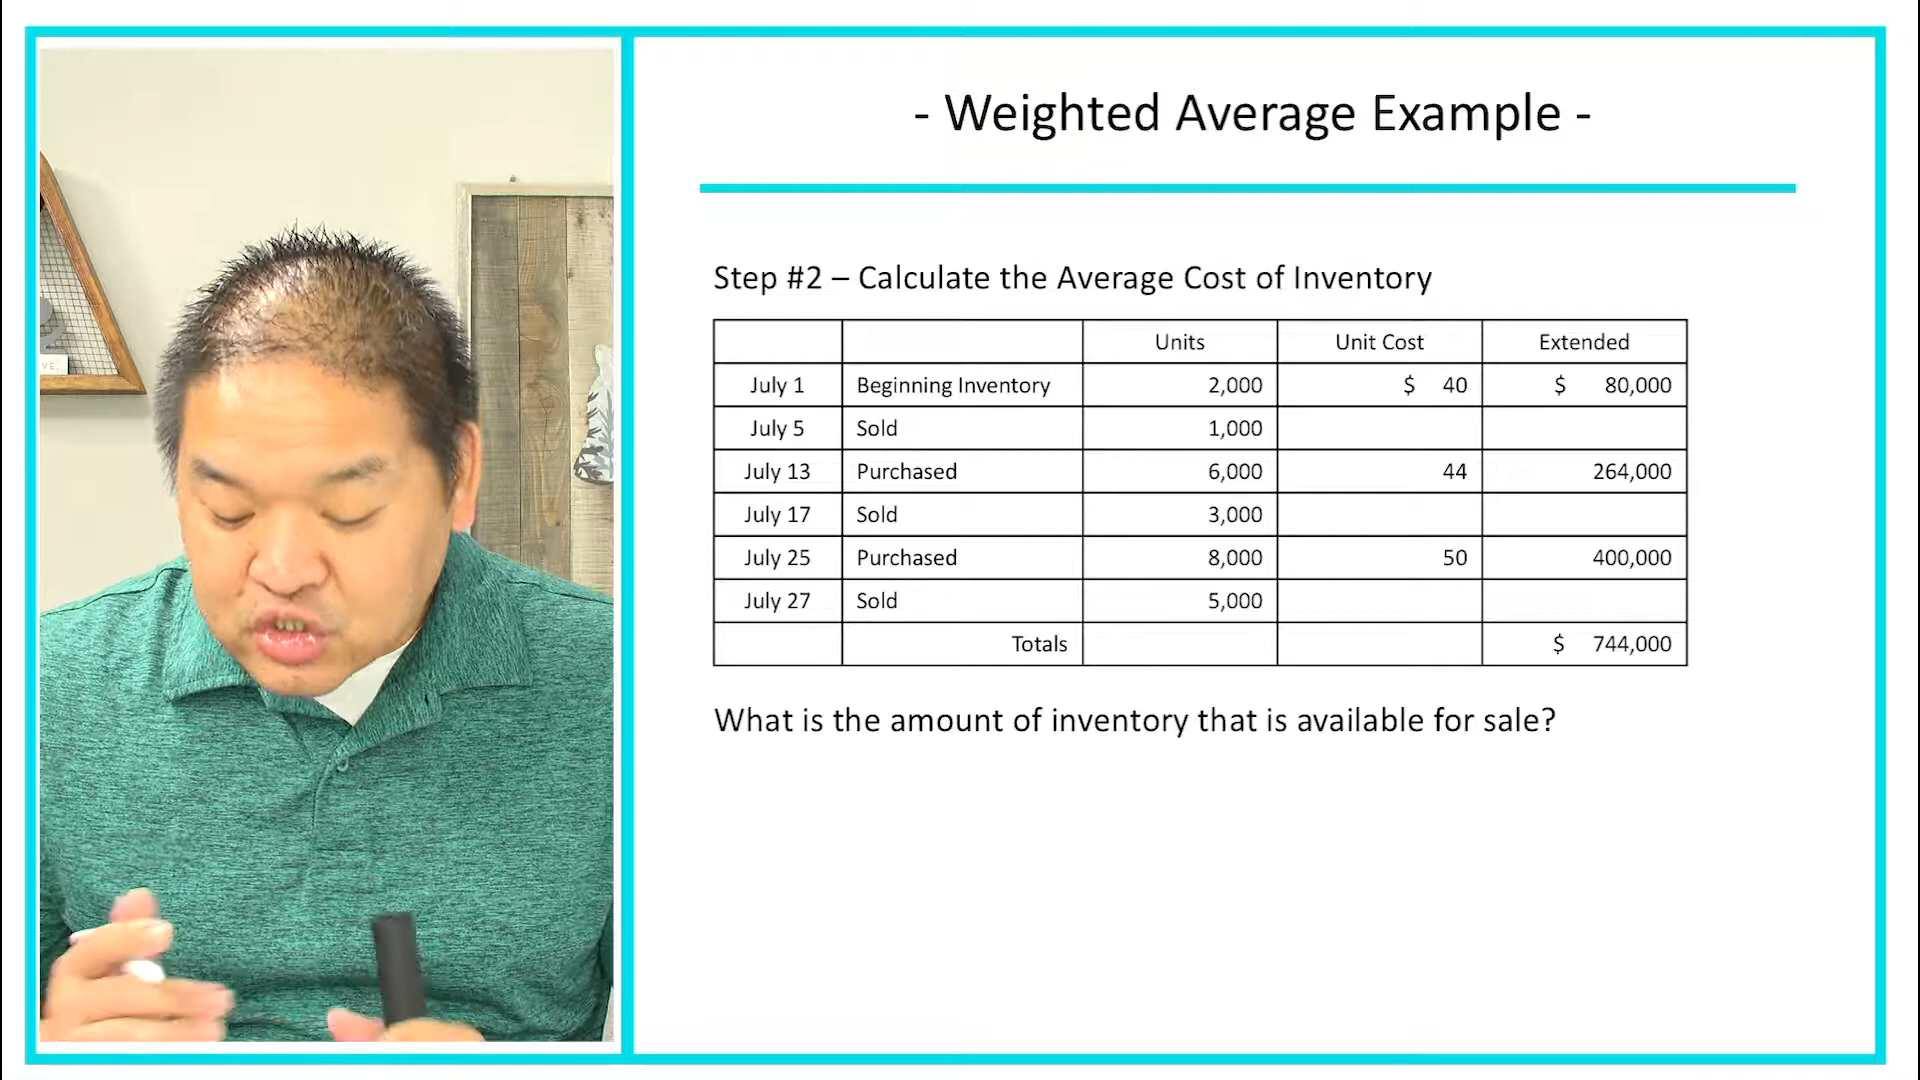 - Weighted Average Example -
Step #2 – Calculate the Average Cost of Inventory
Units Unit Cost Extended
July 1 Beginning Inventory 2,000 $ 40 $ 80,000
July 5 Sold 1,000
July 13 Purchased 6,000 44 264,000
July 17 Sold 3,000
July 25 Purchased 8,000 50 400,000
July 27 Sold 5,000
Totals $ 744,000
What is the amount of inventory that is available for sale?
VE.